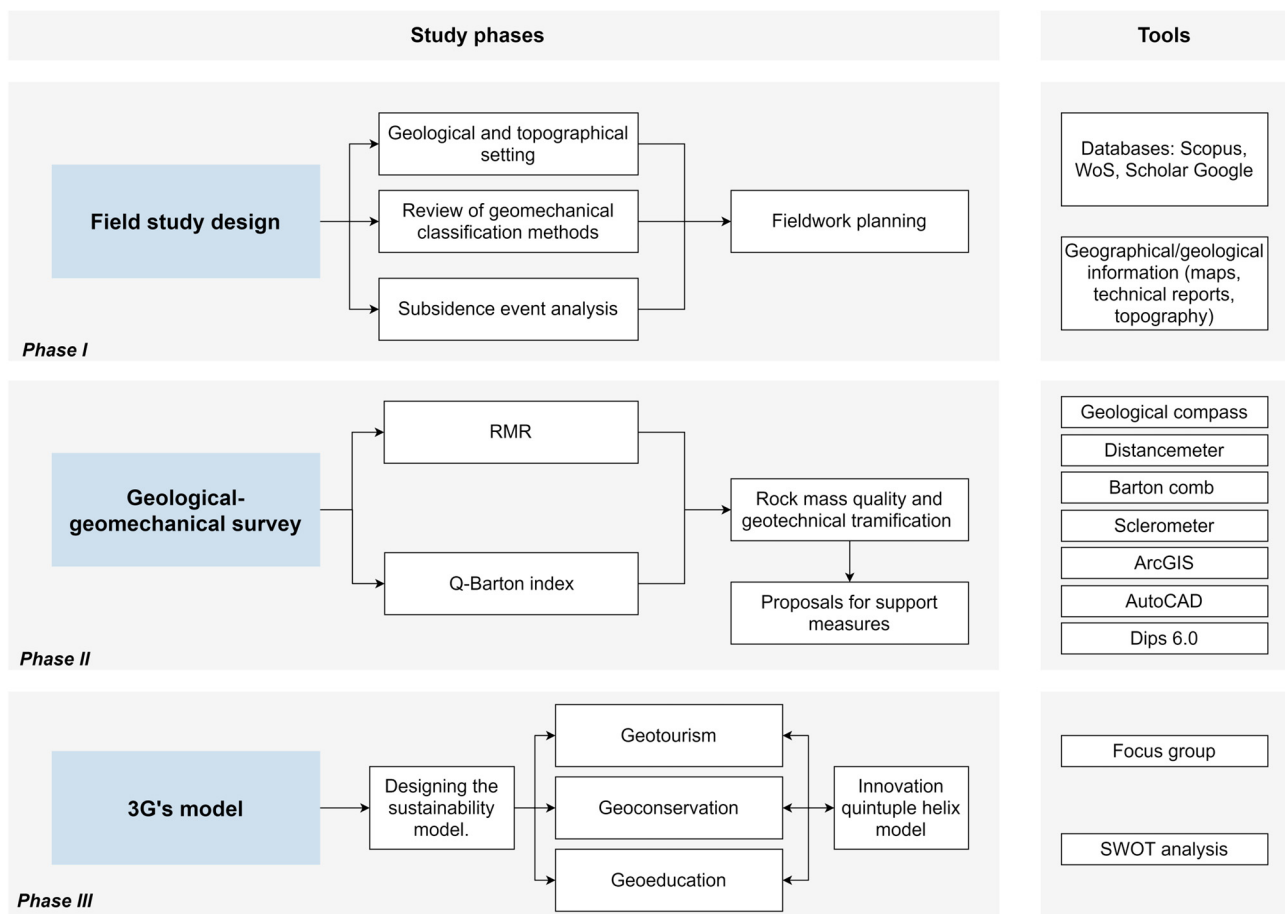 Study phases
Tools
Geological and topographical
setting
Field study design
Review of geomechanical
classification methods
Fieldwork planning
Subsidence event analysis
Phase I
Databases: Scopus,
WoS, Scholar Google
Geographical/geological
information (maps,
technical reports,
topography)
RMR
Geological-
geomechanical survey
Rock mass quality and
geotechnical tramification
Q-Barton index
Proposals for support
measures
Phase II
Geological compass
Distancemeter
Barton comb
Sclerometer
ArcGIS
AutoCAD
Dips 6.0
3G's model
Designing the
sustainability
model.
Geotourism
Geoconservation
Geoeducation
Innovation
quintuple helix
model
Phase III
Focus group
SWOT analysis